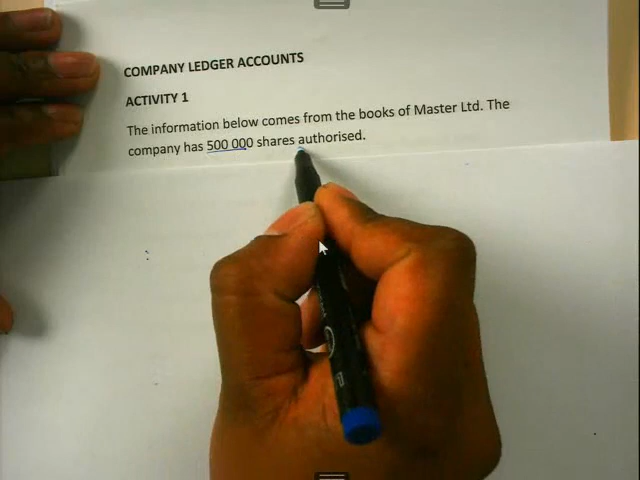 COMPANY LEDGER ACCOUNTS
ACTIVITY 1
The information below comes from the books of Master Ltd. The
company has 500 000 shares authorised.